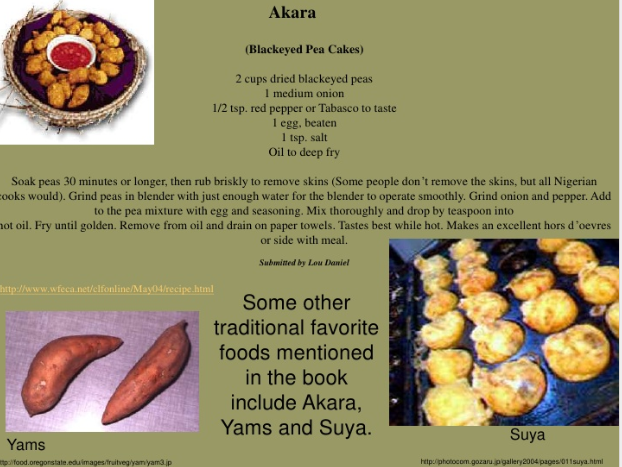 Akara
(Blackeyed Pea Cakes)
2 cups dried blackeyed peas
1 medium onion
1/2 tsp. red pepper or Tabasco to taste
1 egg, beaten
1 tsp. salt
Oil to deep fry
Soak peas 30 minutes or longer, then rub briskly to remove skins (Some people don't remove the skins, but all Nigerian
cooks would). Grind peas in blender with just enough water for the blender to operate smoothly. Grind onion and pepper. Add
to the pea mixture with egg and seasoning. Mix thoroughly and drop by teaspoon into
hot oil. Fry until golden. Remove from oil and drain on paper towels. Tastes best while hot. Makes an excellent hors d'oevres
or side with meal.
Submitted by Lou Daniel
http://www.wfeca.net/clfonline/May04/recipe.html
Some other
traditional favorite
foods mentioned
in the book
include Akara,
Yams and Suya.
Suya
Yams
http://food.oregonstate.edu/images/fruitveg/yam/yam3.jp
http://photocom.gozaru.jp/gallery2004/pages/011suya.html